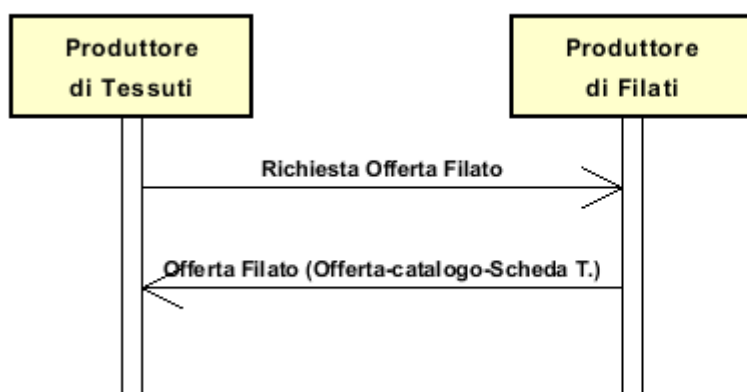 Produttore
di Tessuti
Produttore
di Filati
Richiesta Offerta Filato
Offerta Filato (Offerta-catalogo-Scheda T.)